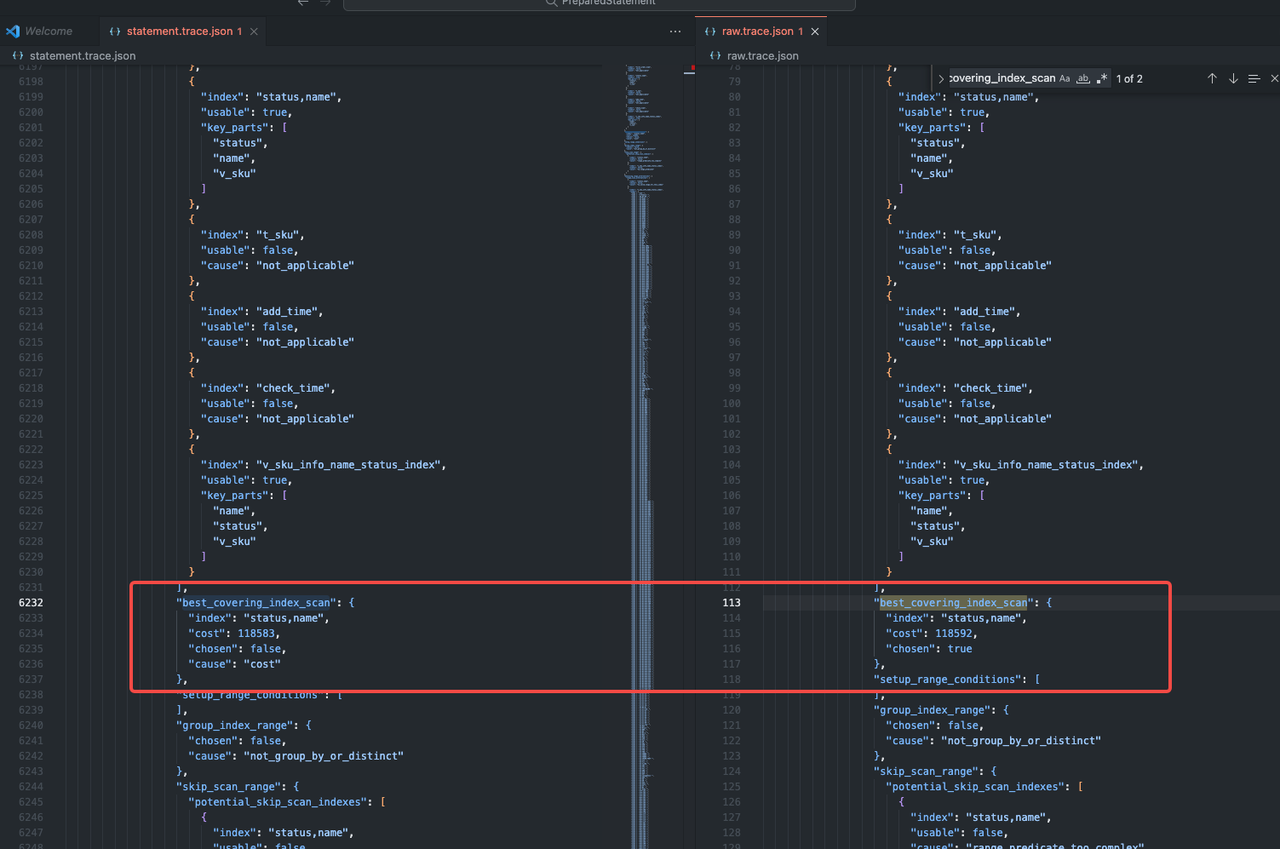 PreparedStatement
Welcome
{} statement.trace.json 1 ×
...
{} raw.trace.json 1 ×
{} statement.trace.json
{} raw.trace.json
covering_index_scan Aa ab .* 1 of 2
6197 },
6198 {
6199 "index": "status,name",
6200 "usable": true,
6201 "key_parts": [
6202 "status",
6203 "name",
6204 "v_sku"
6205 ]
6206 },
6207 {
6208 "index": "t_sku",
6209 "usable": false,
6210 "cause": "not_applicable"
6211 },
6212 {
6213 "index": "add_time",
6214 "usable": false,
6215 "cause": "not_applicable"
6216 },
6217 {
6218 "index": "check_time",
6219 "usable": false,
6220 "cause": "not_applicable"
6221 },
6222 {
6223 "index": "v_sku_info_name_status_index",
6224 "usable": true,
6225 "key_parts": [
6226 "name",
6227 "status",
6228 "v_sku"
6229 ]
6230 }
6231 ],
6232 "best_covering_index_scan": {
6233 "index": "status,name",
6234 "cost": 118583,
6235 "chosen": false,
6236 "cause": "cost"
6237 },
6238 "setup_range_conditions": [
6239 ],
6240 "group_index_range": {
6241 "chosen": false,
6242 "cause": "not_group_by_or_distinct"
6243 },
6244 "skip_scan_range": {
6245 "potential_skip_scan_indexes": [
6246 {
6247 "index": "status,name",
6248 "usable": false,
78 },
79 {
80 "index": "status,name",
81 "usable": true,
82 "key_parts": [
83 "status",
84 "name",
85 "v_sku"
86 ]
87 },
88 {
89 "index": "t_sku",
90 "usable": false,
91 "cause": "not_applicable"
92 },
93 {
94 "index": "add_time",
95 "usable": false,
96 "cause": "not_applicable"
97 },
98 {
99 "index": "check_time",
100 "usable": false,
101 "cause": "not_applicable"
102 },
103 {
104 "index": "v_sku_info_name_status_index",
105 "usable": true,
106 "key_parts": [
107 "name",
108 "status",
109 "v_sku"
110 ]
111 }
112 ],
113 "best_covering_index_scan": {
114 "index": "status,name",
115 "cost": 118592,
116 "chosen": true
117 },
118 "setup_range_conditions": [
119 ],
120 "group_index_range": {
121 "chosen": false,
122 "cause": "not_group_by_or_distinct"
123 },
124 "skip_scan_range": {
125 "potential_skip_scan_indexes": [
126 {
127 "index": "status,name",
128 "usable": false,
129 "cause": "range_predicate_too_complex"